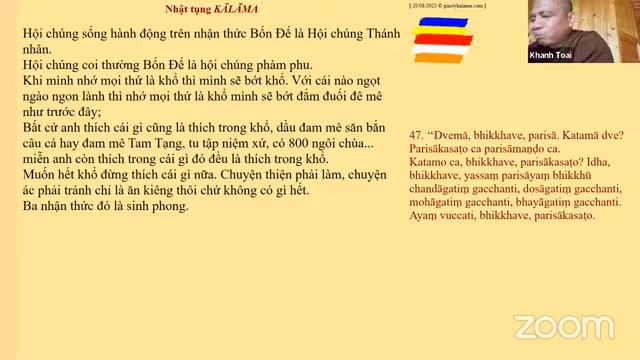 Nhật tụng KĀLĀMA
Hội chúng sống hành động trên nhận thức Bốn Đế là Hội chúng Thánh
nhân.
Hội chúng coi thường Bốn Đế là hội chúng phàm phu.
Khi mình nhớ mọi thứ là khổ thì mình sẽ bớt khổ. Với cái nào ngọt
ngào ngon lành thì nhớ mọi thứ là khổ mình sẽ bớt đắm đuối đê mê
như trước đây;
Bất cứ anh thích cái gì cũng là thích trong khổ, dầu đam mê săn bắn
câu cá hay đam mê Tam Tạng, tu tập niệm xứ, có 800 ngôi chùa...
miễn anh còn thích trong cái gì đó đều là thích trong khổ.
Muốn hết khổ đừng thích cái gì nữa. Chuyện thiện phải làm, chuyện
ác phải tránh chỉ là ăn kiêng thôi chứ không có gì hết.
Ba nhận thức đó là sinh phong.
[ 20/08/2023 © giaolykalama.com ]
47. “Dvemā, bhikkhave, parisā. Katamā dve?
Parisākasaṭo ca parisāmaṇḍo ca.
Katamo ca, bhikkhave, parisākasaṭo? Idha,
bhikkhave, yassaṃ parisāyaṃ bhikkhū
chandāgatiṃ gacchanti, dosāgatiṃ gacchanti,
mohāgatiṃ gacchanti, bhayāgatiṃ gacchanti.
Ayaṃ vuccati, bhikkhave, parisākasaṭo.
Khanh Toai
zoom